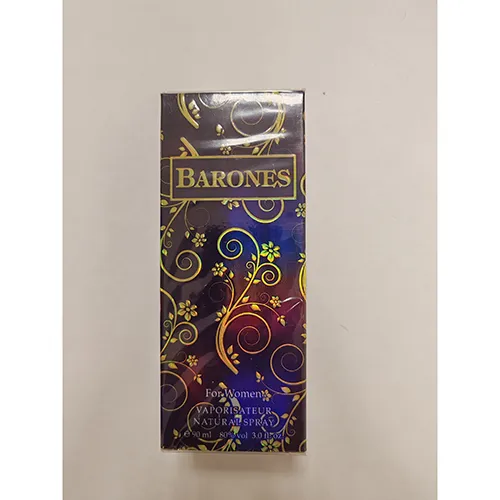 BARONES
For Women
VAPORISATEUR
NATURAL SPRAY
e 90 ml 80% vol 3.0 fl.oz